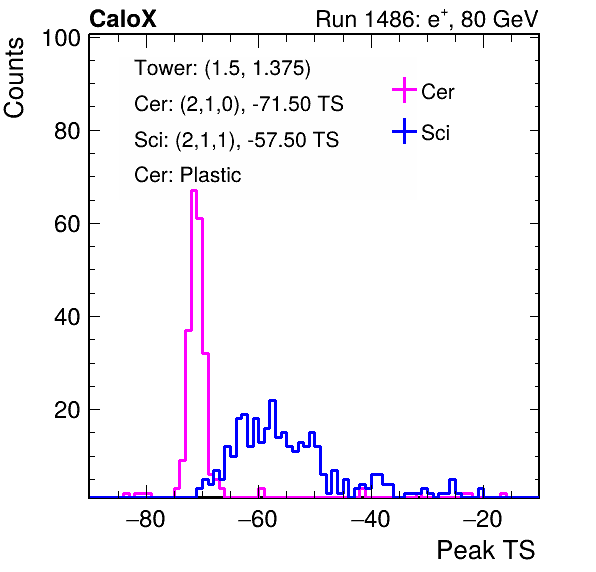 CaloX Run 1486: e⁺, 80 GeV
Counts
100
80
60
40
20
Tower: (1.5, 1.375)
Cer: (2,1,0), -71.50 TS
Sci: (2,1,1), -57.50 TS
Cer: Plastic
Cer
Sci
−80 −60 −40 −20
Peak TS